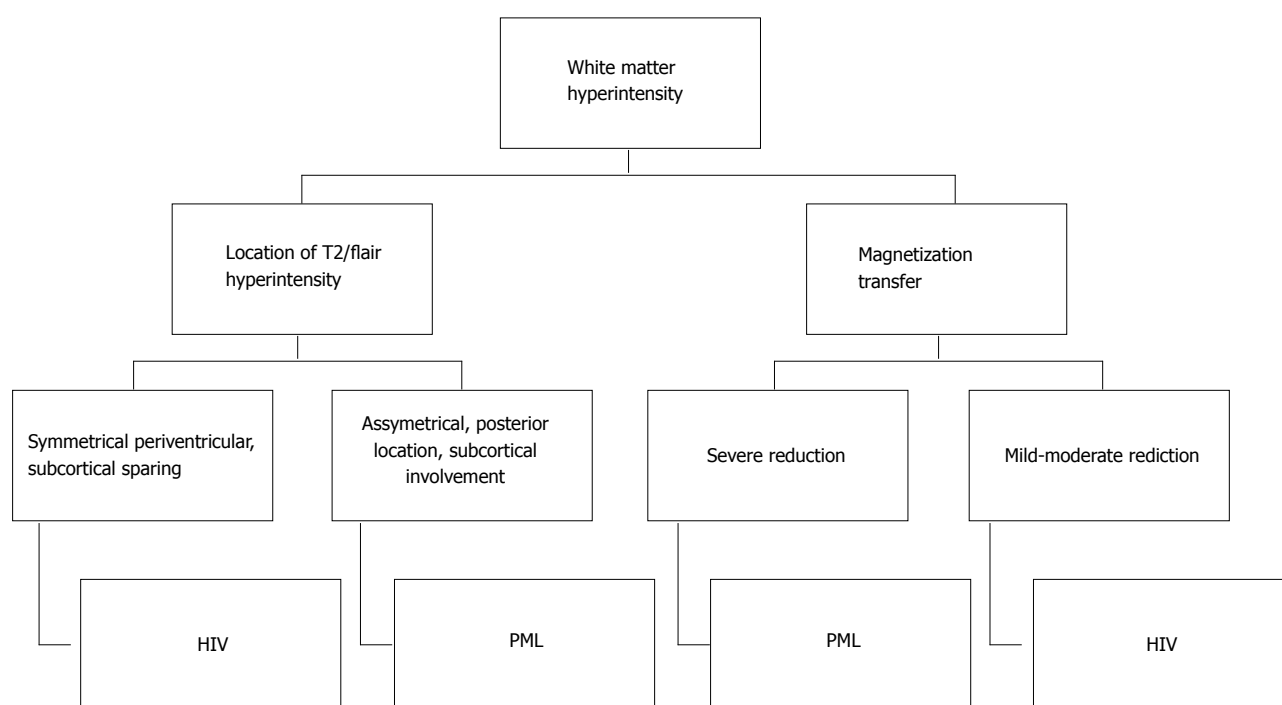 White matter
hyperintensity
Location of T2/flair
hyperintensity
Magnetization
transfer
Symmetrical periventricular,
subcortical sparing
Assymetrical, posterior
location, subcortical
involvement
Severe reduction
Mild-moderate rediction
HIV
PML
PML
HIV